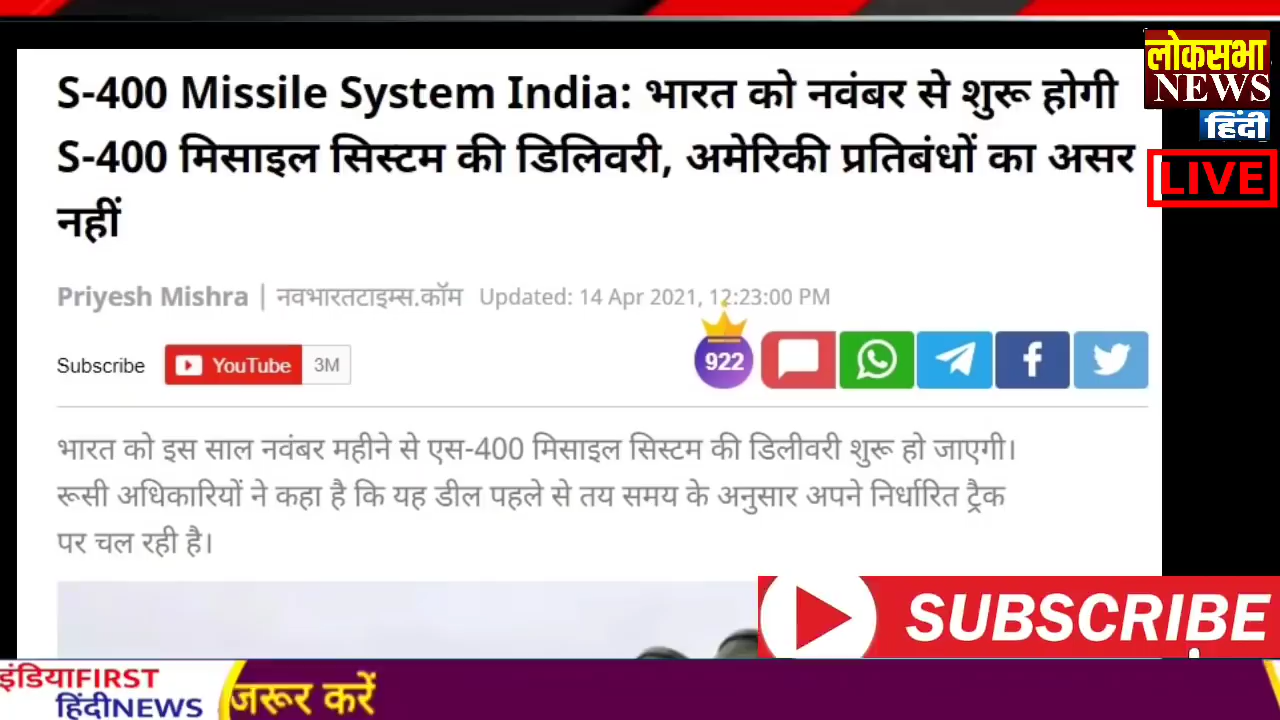 लोकसभा
NEWS
हिंदी
LIVE
S-400 Missile System India: भारत को नवंबर से शुरू होगी
S-400 मिसाइल सिस्टम की डिलिवरी, अमेरिकी प्रतिबंधों का असर
नहीं
Priyesh Mishra | नवभारतटाइम्स.कॉम Updated: 14 Apr 2021, 12:23:00 PM
Subscribe YouTube 3M 922
भारत को इस साल नवंबर महीने से एस-400 मिसाइल सिस्टम की डिलीवरी शुरू हो जाएगी।
रूसी अधिकारियों ने कहा है कि यह डील पहले से तय समय के अनुसार अपने निर्धारित ट्रैक
पर चल रही है।
SUBSCRIBE
इंडियाFIRST
हिंदीNEWS
जरूर करें